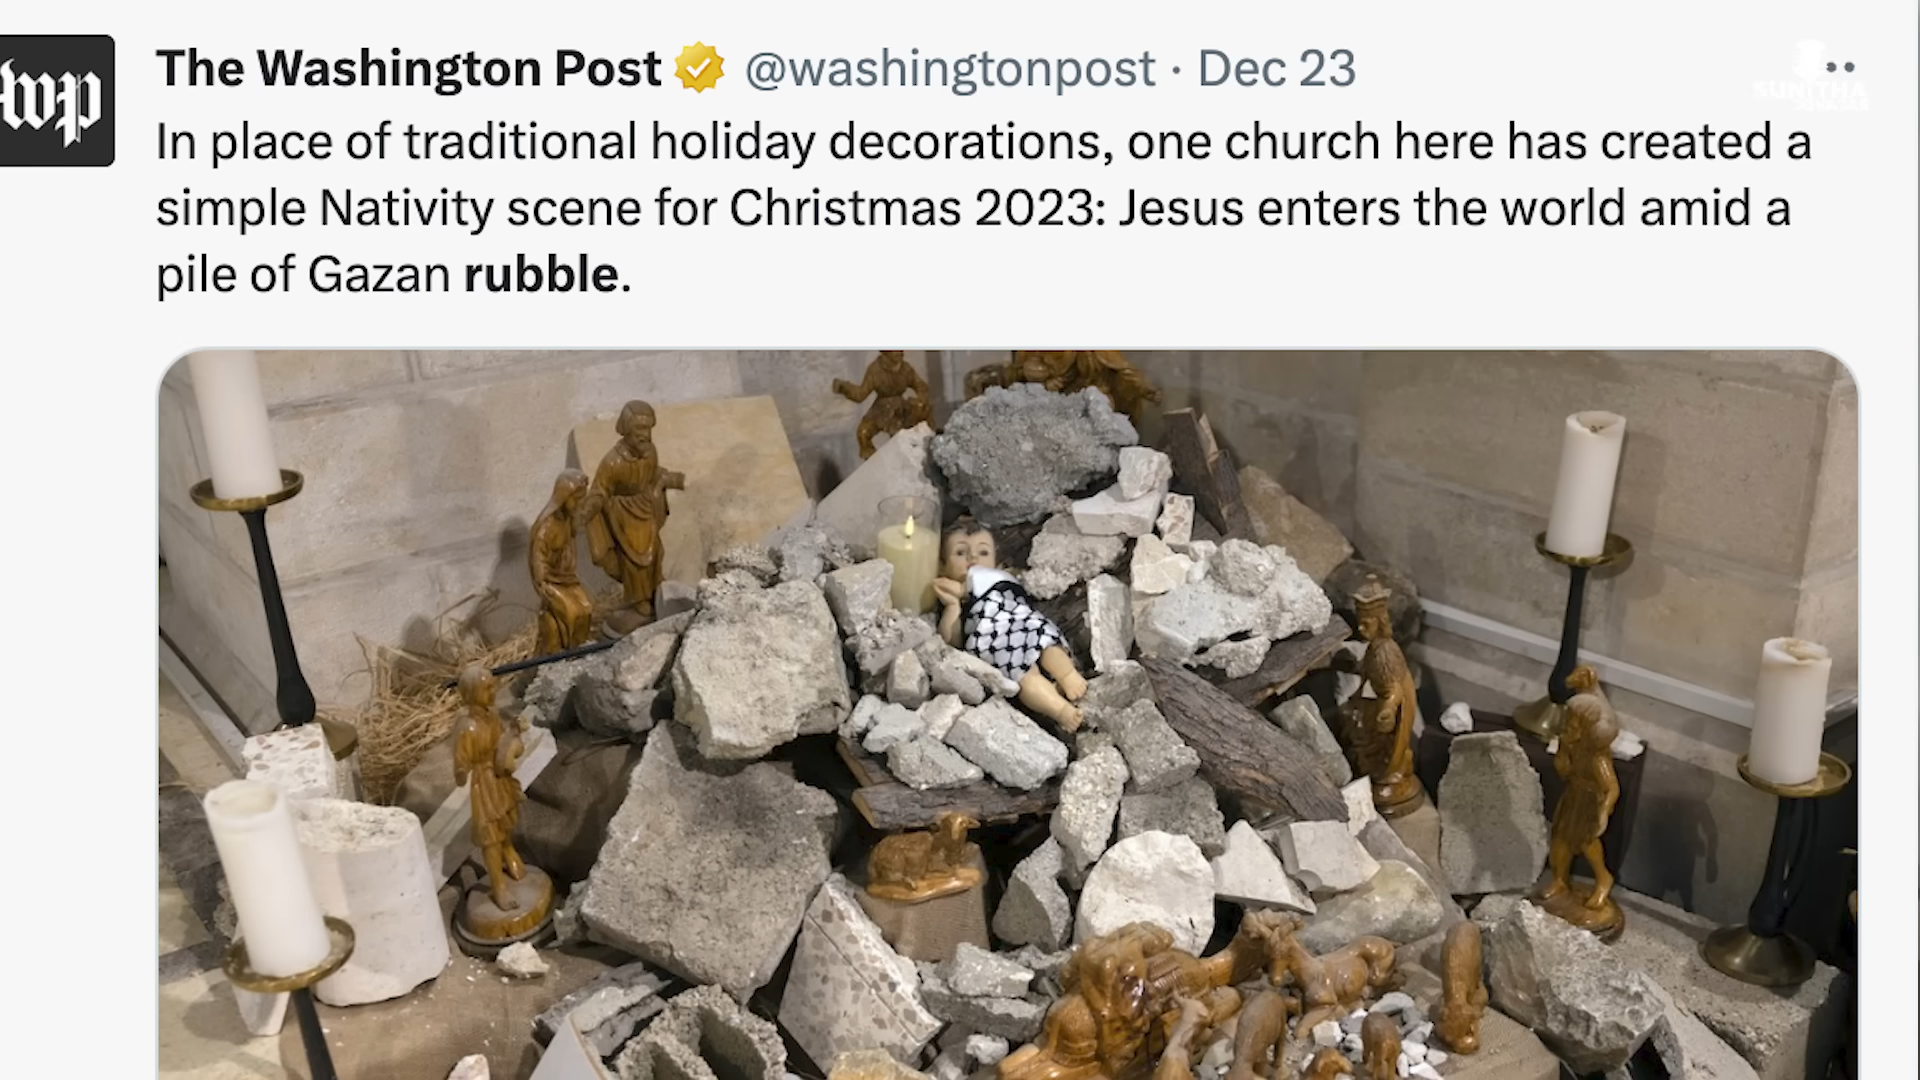 wp
The Washington Post @washingtonpost · Dec 23
SUNITHA
In place of traditional holiday decorations, one church here has created a
simple Nativity scene for Christmas 2023: Jesus enters the world amid a
pile of Gazan rubble.